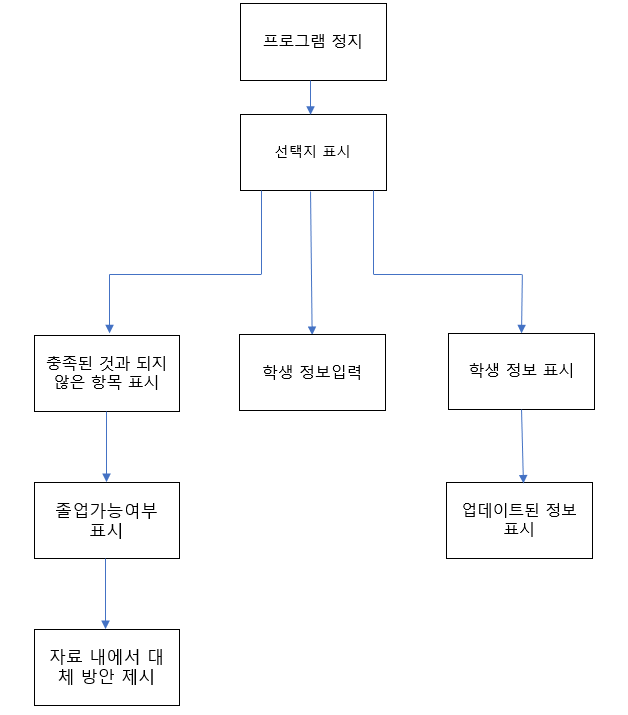 프로그램 정지
선택지 표시
충족된 것과 되지
않은 항목 표시
학생 정보입력
학생 정보 표시
졸업가능여부
표시
업데이트된 정보
표시
자료 내에서 대
체 방안 제시